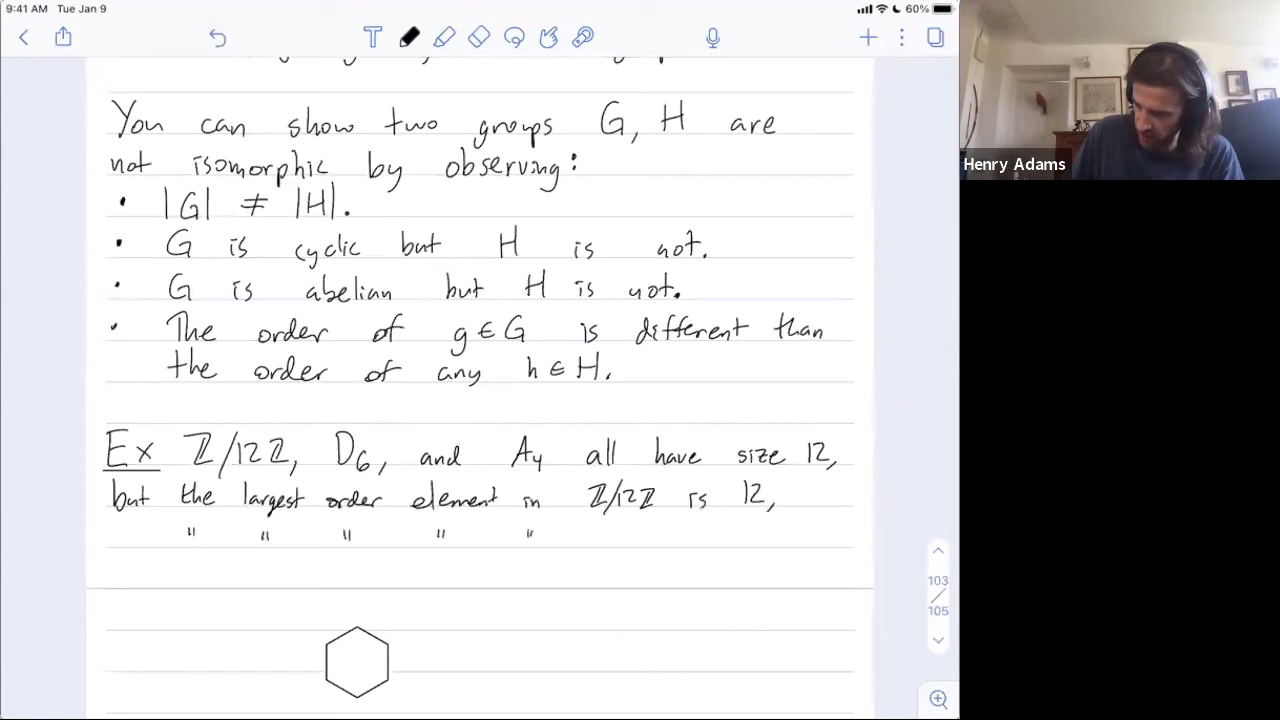 9:41 AM Tue Jan 9
60%
You can show two groups G, H are
not isomorphic by observing:
• |G| ≠ |H|.
• G is cyclic but H is not.
• G is abelian but H is not.
• The order of g ∈ G is different than
the order of any h ∈ H.
Ex ℤ/12ℤ, D₆, and A₄ all have size 12,
but the largest order element in ℤ/12ℤ is 12,
" " " " "
103
/
105
Henry Adams